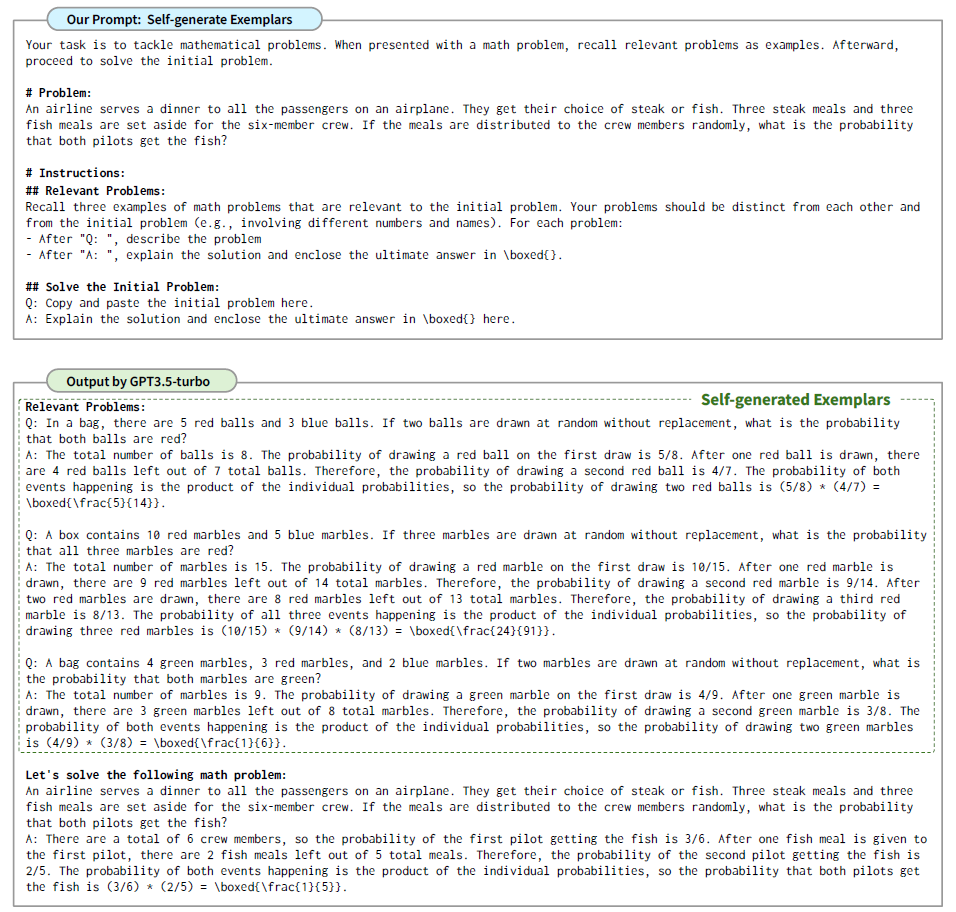 Our Prompt: Self-generate Exemplars
Your task is to tackle mathematical problems. When presented with a math problem, recall relevant problems as examples. Afterward,
proceed to solve the initial problem.
# Problem:
An airline serves a dinner to all the passengers on an airplane. They get their choice of steak or fish. Three steak meals and three
fish meals are set aside for the six-member crew. If the meals are distributed to the crew members randomly, what is the probability
that both pilots get the fish?
# Instructions:
## Relevant Problems:
Recall three examples of math problems that are relevant to the initial problem. Your problems should be distinct from each other and
from the initial problem (e.g., involving different numbers and names). For each problem:
- After "Q: ", describe the problem
- After "A: ", explain the solution and enclose the ultimate answer in \boxed{}.
## Solve the Initial Problem:
Q: Copy and paste the initial problem here.
A: Explain the solution and enclose the ultimate answer in \boxed{} here.
Output by GPT3.5-turbo
Self-generated Exemplars
Relevant Problems:
Q: In a bag, there are 5 red balls and 3 blue balls. If two balls are drawn at random without replacement, what is the probability
that both balls are red?
A: The total number of balls is 8. The probability of drawing a red ball on the first draw is 5/8. After one red ball is drawn, there
are 4 red balls left out of 7 total balls. Therefore, the probability of drawing a second red ball is 4/7. The probability of both
events happening is the product of the individual probabilities, so the probability of drawing two red balls is (5/8) * (4/7) =
\boxed{\frac{5}{14}}.
Q: A box contains 10 red marbles and 5 blue marbles. If three marbles are drawn at random without replacement, what is the probability
that all three marbles are red?
A: The total number of marbles is 15. The probability of drawing a red marble on the first draw is 10/15. After one red marble is
drawn, there are 9 red marbles left out of 14 total marbles. Therefore, the probability of drawing a second red marble is 9/14. After
two red marbles are drawn, there are 8 red marbles left out of 13 total marbles. Therefore, the probability of drawing a third red
marble is 8/13. The probability of all three events happening is the product of the individual probabilities, so the probability of
drawing three red marbles is (10/15) * (9/14) * (8/13) = \boxed{\frac{24}{91}}.
Q: A bag contains 4 green marbles, 3 red marbles, and 2 blue marbles. If two marbles are drawn at random without replacement, what is
the probability that both marbles are green?
A: The total number of marbles is 9. The probability of drawing a green marble on the first draw is 4/9. After one green marble is
drawn, there are 3 green marbles left out of 8 total marbles. Therefore, the probability of drawing a second green marble is 3/8. The
probability of both events happening is the product of the individual probabilities, so the probability of drawing two green marbles
is (4/9) * (3/8) = \boxed{\frac{1}{6}}.
Let's solve the following math problem:
An airline serves a dinner to all the passengers on an airplane. They get their choice of steak or fish. Three steak meals and three
fish meals are set aside for the six-member crew. If the meals are distributed to the crew members randomly, what is the probability
that both pilots get the fish?
A: There are a total of 6 crew members, so the probability of the first pilot getting the fish is 3/6. After one fish meal is given to
the first pilot, there are 2 fish meals left out of 5 total meals. Therefore, the probability of the second pilot getting the fish is
2/5. The probability of both events happening is the product of the individual probabilities, so the probability that both pilots get
the fish is (3/6) * (2/5) = \boxed{\frac{1}{5}}.